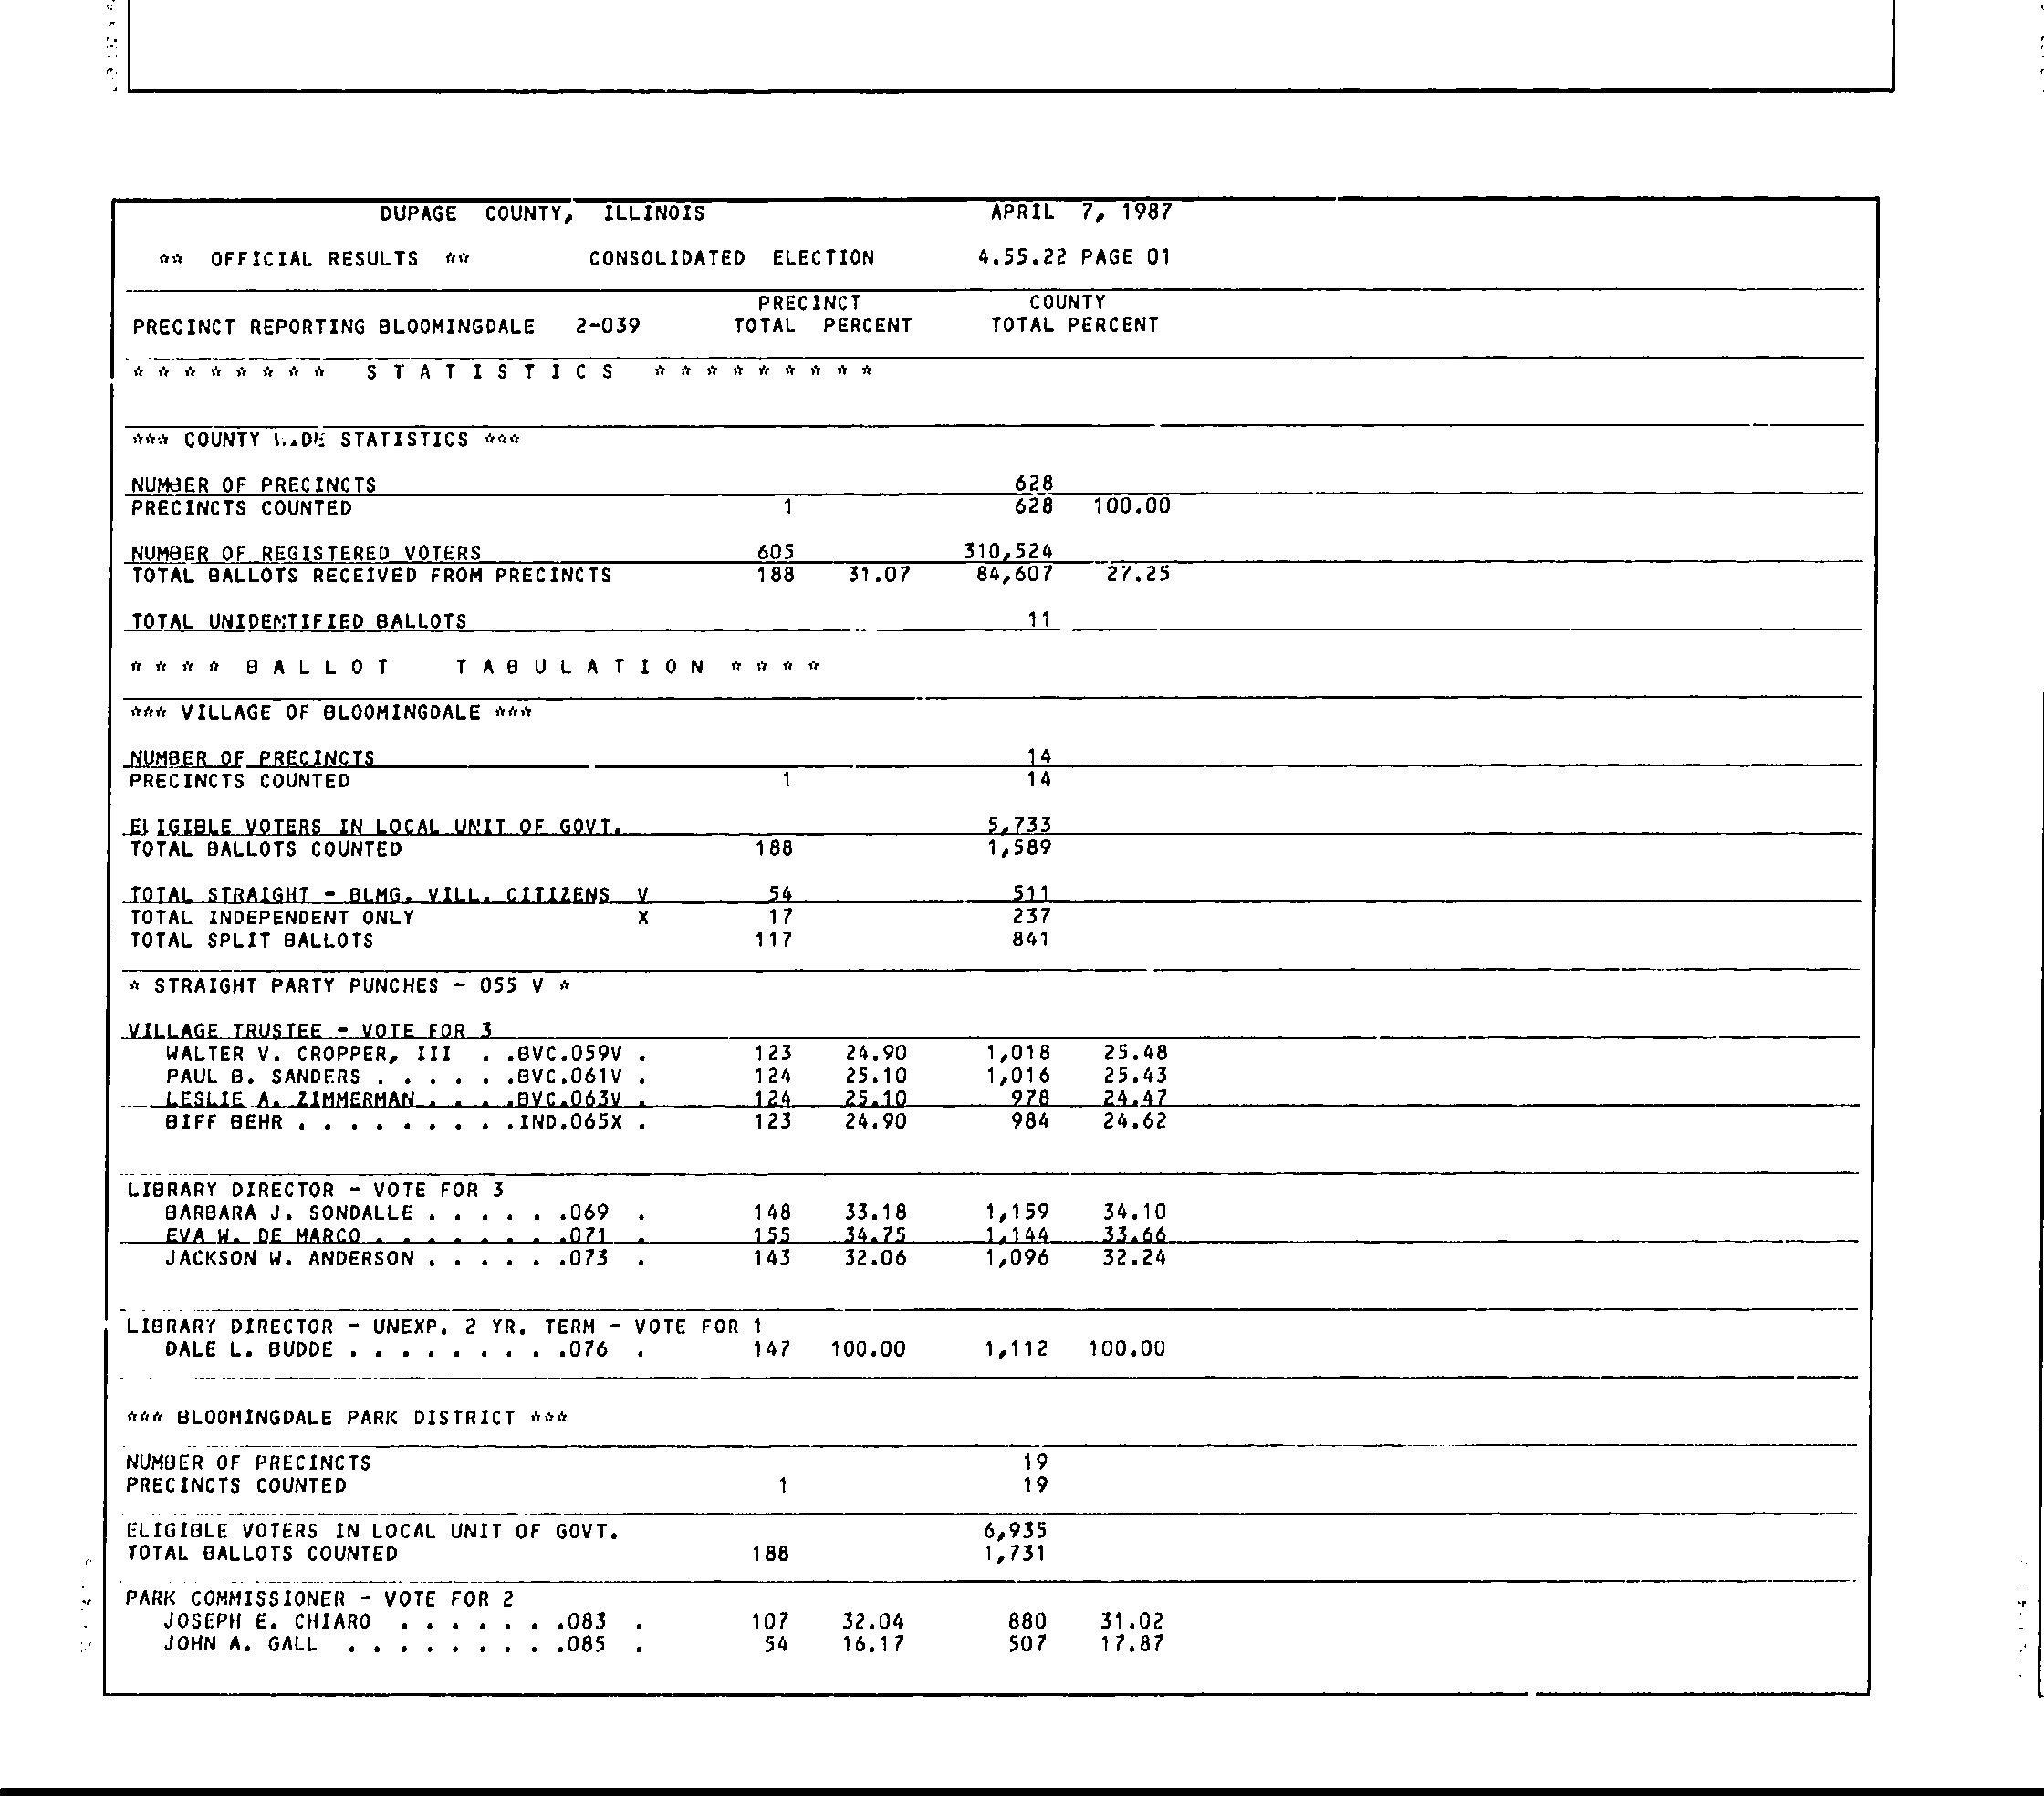 DUPAGE COUNTY, ILLINOIS APRIL 7, 1987
** OFFICIAL RESULTS ** CONSOLIDATED ELECTION 4.55.22 PAGE 01
PRECINCT COUNTY
PRECINCT REPORTING BLOOMINGDALE 2-039 TOTAL PERCENT TOTAL PERCENT
* * * * * * * * S T A T I S T I C S * * * * * * * * *
*** COUNTY WIDE STATISTICS ***
NUMBER OF PRECINCTS 628
PRECINCTS COUNTED 1 628 100.00
NUMBER OF REGISTERED VOTERS 605 310,524
TOTAL BALLOTS RECEIVED FROM PRECINCTS 188 31.07 84,607 27.25
TOTAL UNIDENTIFIED BALLOTS 11
* * * * B A L L O T T A B U L A T I O N * * * *
*** VILLAGE OF BLOOMINGDALE ***
NUMBER OF PRECINCTS 14
PRECINCTS COUNTED 1 14
ELIGIBLE VOTERS IN LOCAL UNIT OF GOVT. 5,733
TOTAL BALLOTS COUNTED 188 1,589
TOTAL STRAIGHT - BLMG. VILL. CITIZENS V 54 511
TOTAL INDEPENDENT ONLY X 17 237
TOTAL SPLIT BALLOTS 117 841
* STRAIGHT PARTY PUNCHES - 055 V *
VILLAGE TRUSTEE - VOTE FOR 3
WALTER V. CROPPER, III . .BVC.059V . 123 24.90 1,018 25.48
PAUL B. SANDERS . . . . . .BVC.061V . 124 25.10 1,016 25.43
LESLIE A. ZIMMERMAN . . . .BVC.063V . 124 25.10 978 24.47
BIFF BEHR . . . . . . . . .IND.065X . 123 24.90 984 24.62
LIBRARY DIRECTOR - VOTE FOR 3
BARBARA J. SONDALLE . . . . . .069 . 148 33.18 1,159 34.10
EVA W. DE MARCO . . . . . . . .071 . 155 34.75 1,144 33.66
JACKSON W. ANDERSON . . . . . .073 . 143 32.06 1,096 32.24
LIBRARY DIRECTOR - UNEXP. 2 YR. TERM - VOTE FOR 1
DALE L. BUDDE . . . . . . . . .076 . 147 100.00 1,112 100.00
*** BLOOMINGDALE PARK DISTRICT ***
NUMBER OF PRECINCTS 19
PRECINCTS COUNTED 1 19
ELIGIBLE VOTERS IN LOCAL UNIT OF GOVT. 6,935
TOTAL BALLOTS COUNTED 188 1,731
PARK COMMISSIONER - VOTE FOR 2
JOSEPH E. CHIARO . . . . . . .083 . 107 32.04 880 31.02
JOHN A. GALL . . . . . . . . .085 . 54 16.17 507 17.87